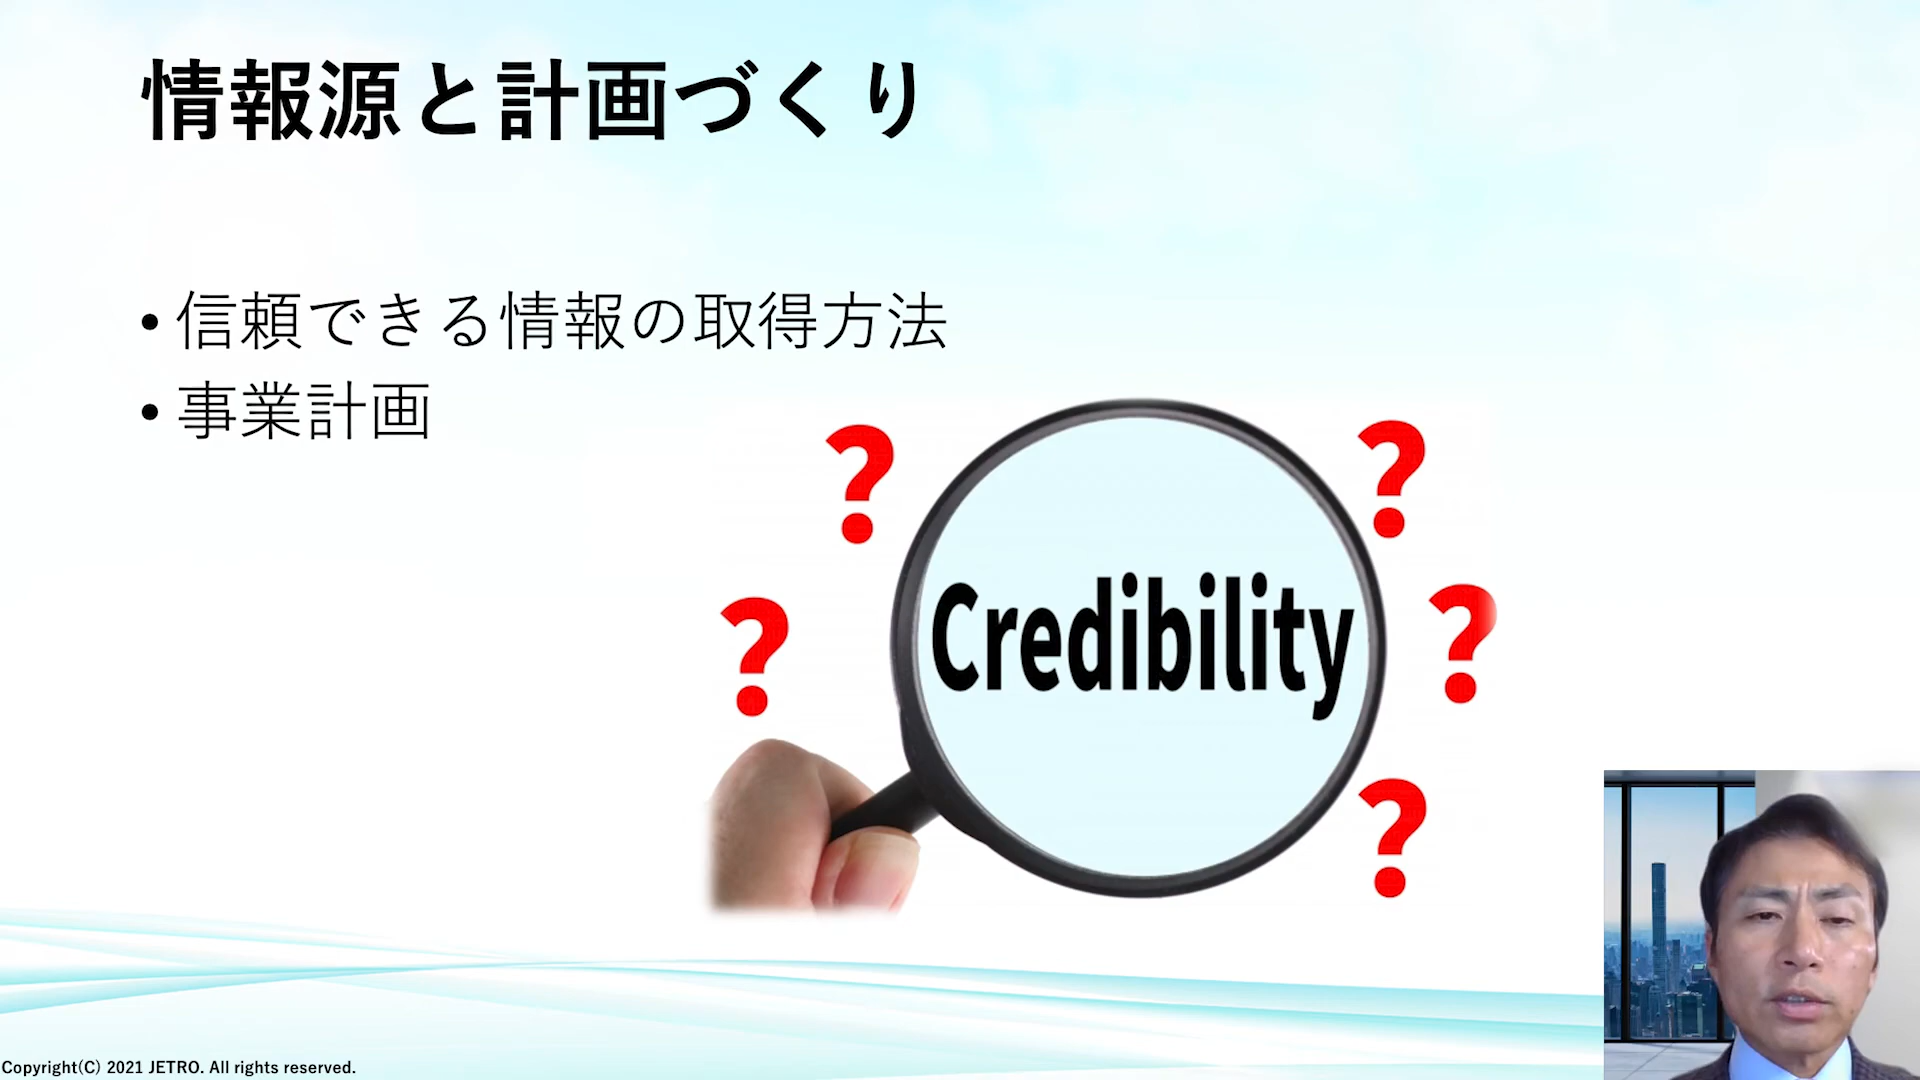 情報源と計画づくり
• 信頼できる情報の取得方法
• 事業計画
?
?
Credibility
?
?
?
Copyright(C) 2021 JETRO. All rights reserved.